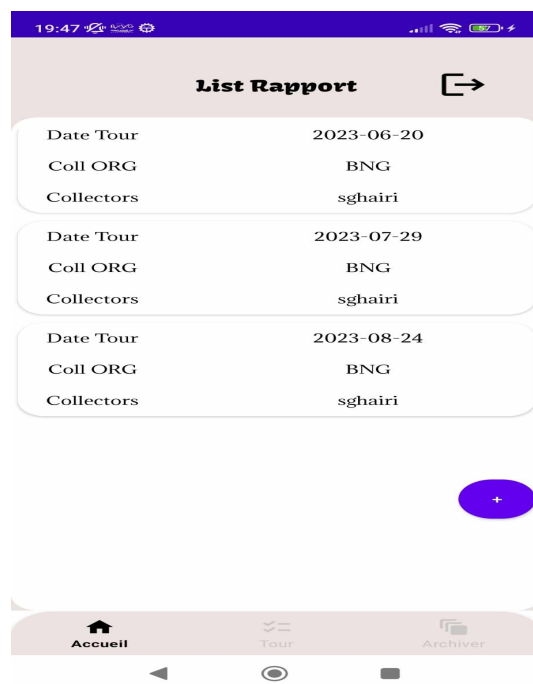 19:47
57
List Rapport
Date Tour 2023-06-20
Coll ORG BNG
Collectors sghairi
Date Tour 2023-07-29
Coll ORG BNG
Collectors sghairi
Date Tour 2023-08-24
Coll ORG BNG
Collectors sghairi
+
Accueil Tour Archiver